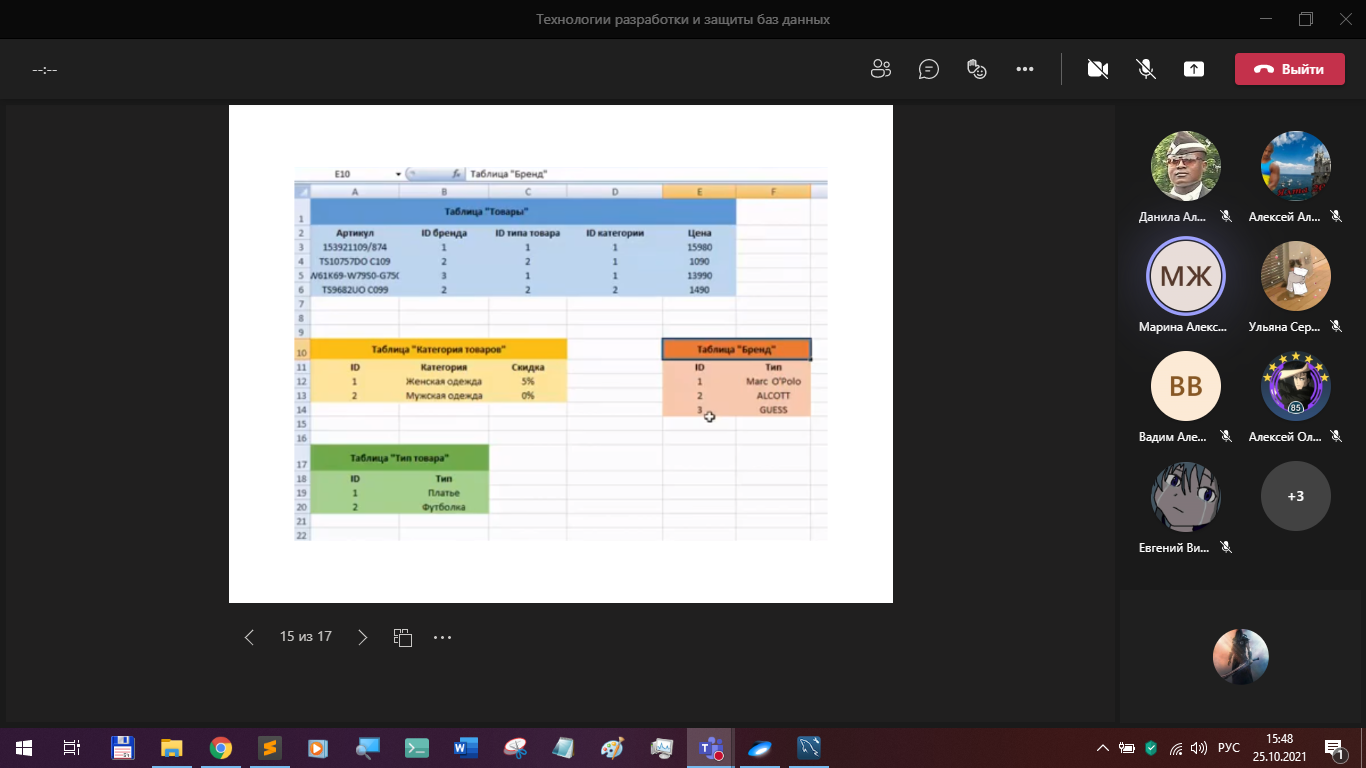 Технологии разработки и защиты баз данных
--:--
Выйти
E10 fx Таблица "Бренд"
A B C D E F
1 Таблица "Товары"
2 Артикул ID бренда ID типа товара ID категории Цена
3 153921109/874 1 1 1 15980
4 TS10757DO C109 2 2 1 1090
5 W61K69-W7950-G75C 3 1 1 13990
6 TS9682UO C099 2 2 2 1490
7
8
9
10 Таблица "Категория товаров" Таблица "Бренд"
11 ID Категория Скидка ID Тип
12 1 Женская одежда 5% 1 Marc O'Polo
13 2 Мужская одежда 0% 2 ALCOTT
14 3 GUESS
15
16
17 Таблица "Тип товара"
18 ID Тип
19 1 Платье
20 2 Футболка
21
22
15 из 17
Данила Ал...
Алексей Ал...
МЖ
Марина Алекс...
Ульяна Сер...
ВВ
Вадим Але...
85
Алексей Ол...
Евгений Ви...
+3
РУС
15:48
25.10.2021
1